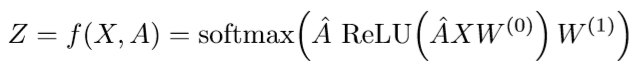 Z = f(X, A) = softmax(Â ReLU(ÂXW⁽⁰⁾) W⁽¹⁾)